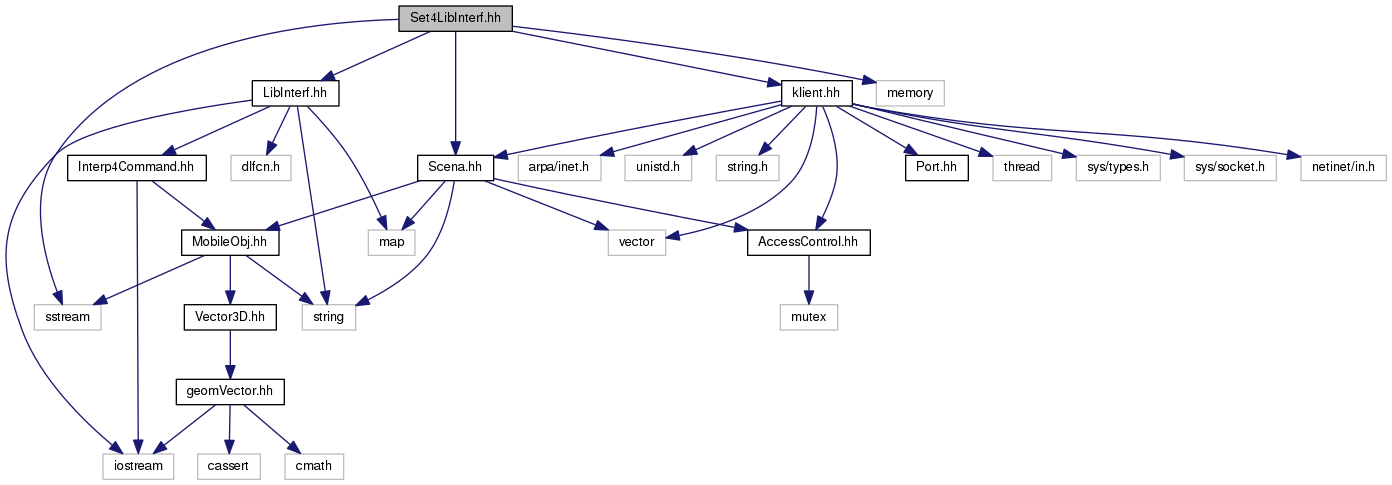 Set4LibInterf.hh
LibInterf.hh
klient.hh
memory
Interp4Command.hh
dlfcn.h
Scena.hh
arpa/inet.h
unistd.h
string.h
Port.hh
thread
sys/types.h
sys/socket.h
netinet/in.h
MobileObj.hh
map
vector
AccessControl.hh
sstream
Vector3D.hh
string
mutex
geomVector.hh
iostream
cassert
cmath